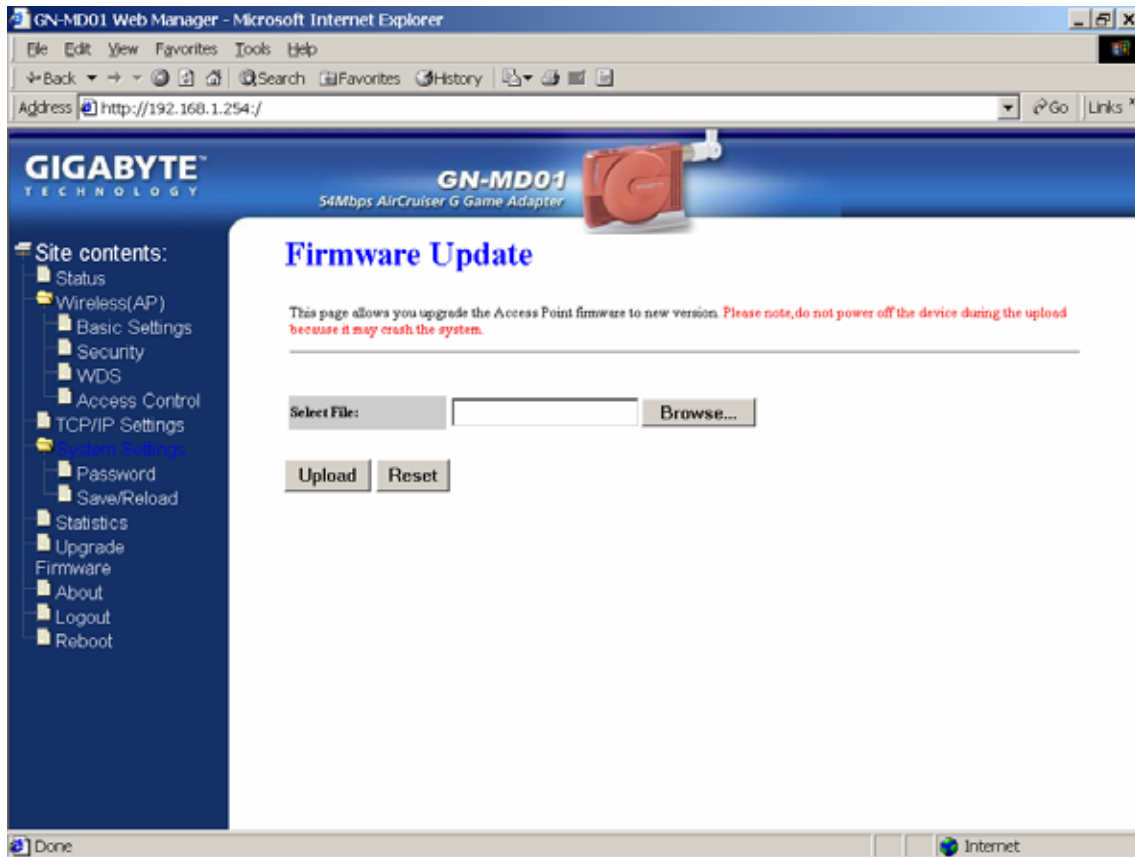 GN-MD01 Web Manager - Microsoft Internet Explorer
File Edit View Favorites Tools Help
Back Search Favorites History
Address http://192.168.1.254:/ Go Links
GIGABYTE™
TECHNOLOGY
GN-MD01
54Mbps AirCruiser G Game Adapter
Site contents:
Status
Wireless(AP)
Basic Settings
Security
WDS
Access Control
TCP/IP Settings
System Settings
Password
Save/Reload
Statistics
Upgrade
Firmware
About
Logout
Reboot
Firmware Update
This page allows you upgrade the Access Point firmware to new version. Please note,do not power off the device during the upload
because it may crash the system.
Select File:
Browse...
Upload Reset
Done
Internet